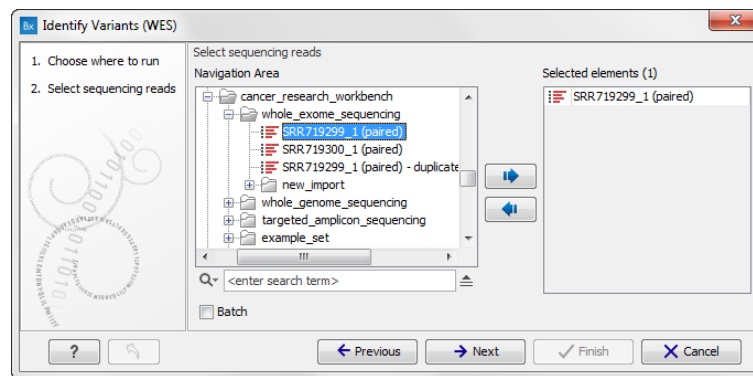 Bx Identify Variants (WES)
1. Choose where to run
2. Select sequencing reads
Select sequencing reads
Navigation Area
cancer_research_workbench
whole_exome_sequencing
SRR719299_1 (paired)
SRR719300_1 (paired)
SRR719299_1 (paired) - duplicate
new_import
whole_genome_sequencing
targeted_amplicon_sequencing
example_set
<enter search term>
Batch
Selected elements (1)
SRR719299_1 (paired)
? Previous Next Finish Cancel